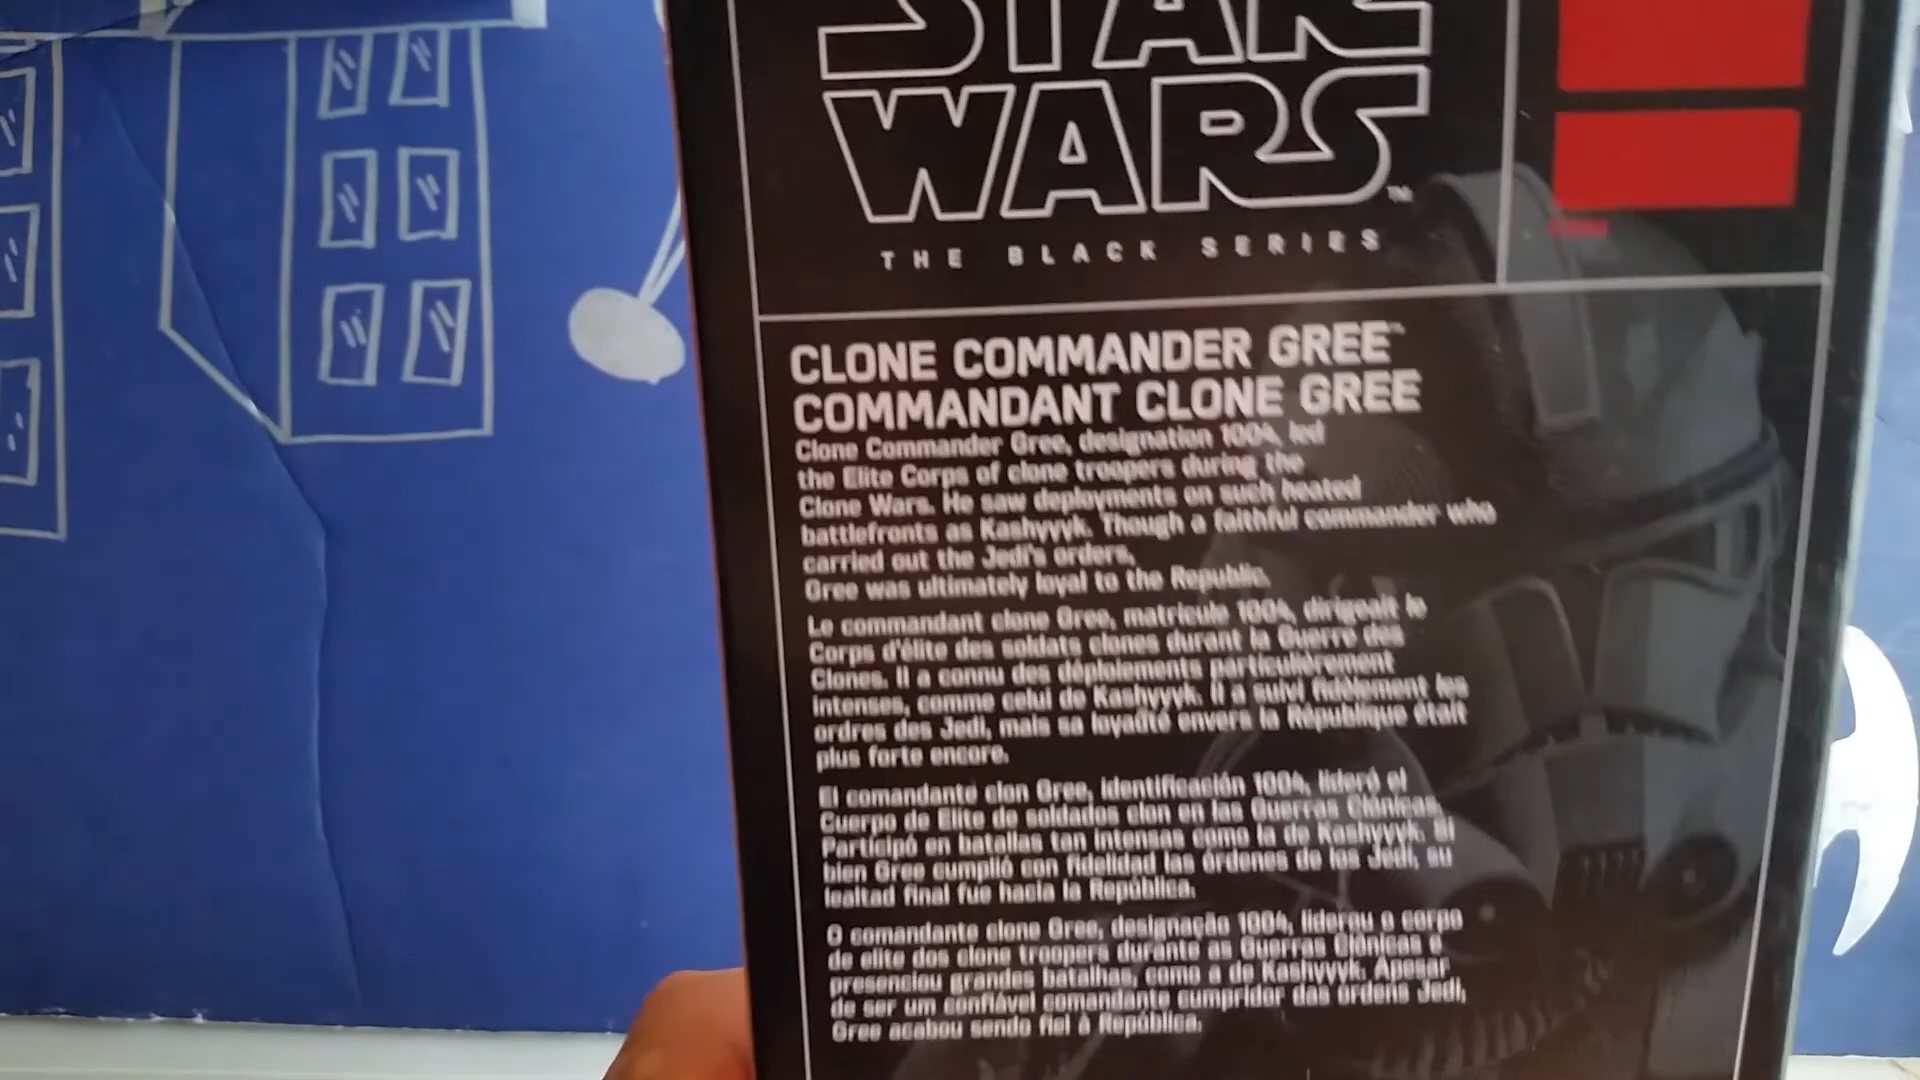 STAR
WARS™
THE BLACK SERIES
CLONE COMMANDER GREE™
COMMANDANT CLONE GREE
Clone Commander Gree, designation 1004, led
the Elite Corps of clone troopers during the
Clone Wars. He saw deployments on such heated
battlefronts as Kashyyyk. Though a faithful commander who
carried out the Jedi's orders,
Gree was ultimately loyal to the Republic.
Le commandant clone Gree, matricule 1004, dirigeait le
Corps d'élite des soldats clones durant la Guerre des
Clones. Il a connu des déploiements particulièrement
intenses, comme celui de Kashyyyk. Il a suivi fidèlement les
ordres des Jedi, mais sa loyauté envers la République était
plus forte encore.
El comandante clon Gree, identificación 1004, lideró el
Cuerpo de Elite de soldados clon en las Guerras Clónicas.
Participó en batallas tan intensas como la de Kashyyyk. Si
bien Gree cumplió con fidelidad las órdenes de los Jedi, su
lealtad final fue hacia la República.
O comandante clone Gree, designação 1004, liderou o corpo
de elite dos clone troopers durante as Guerras Clônicas e
presenciou grandes batalhas, como a de Kashyyyk. Apesar
de ser um confiável comandante cumpridor das ordens Jedi,
Gree acabou sendo fiel à República.